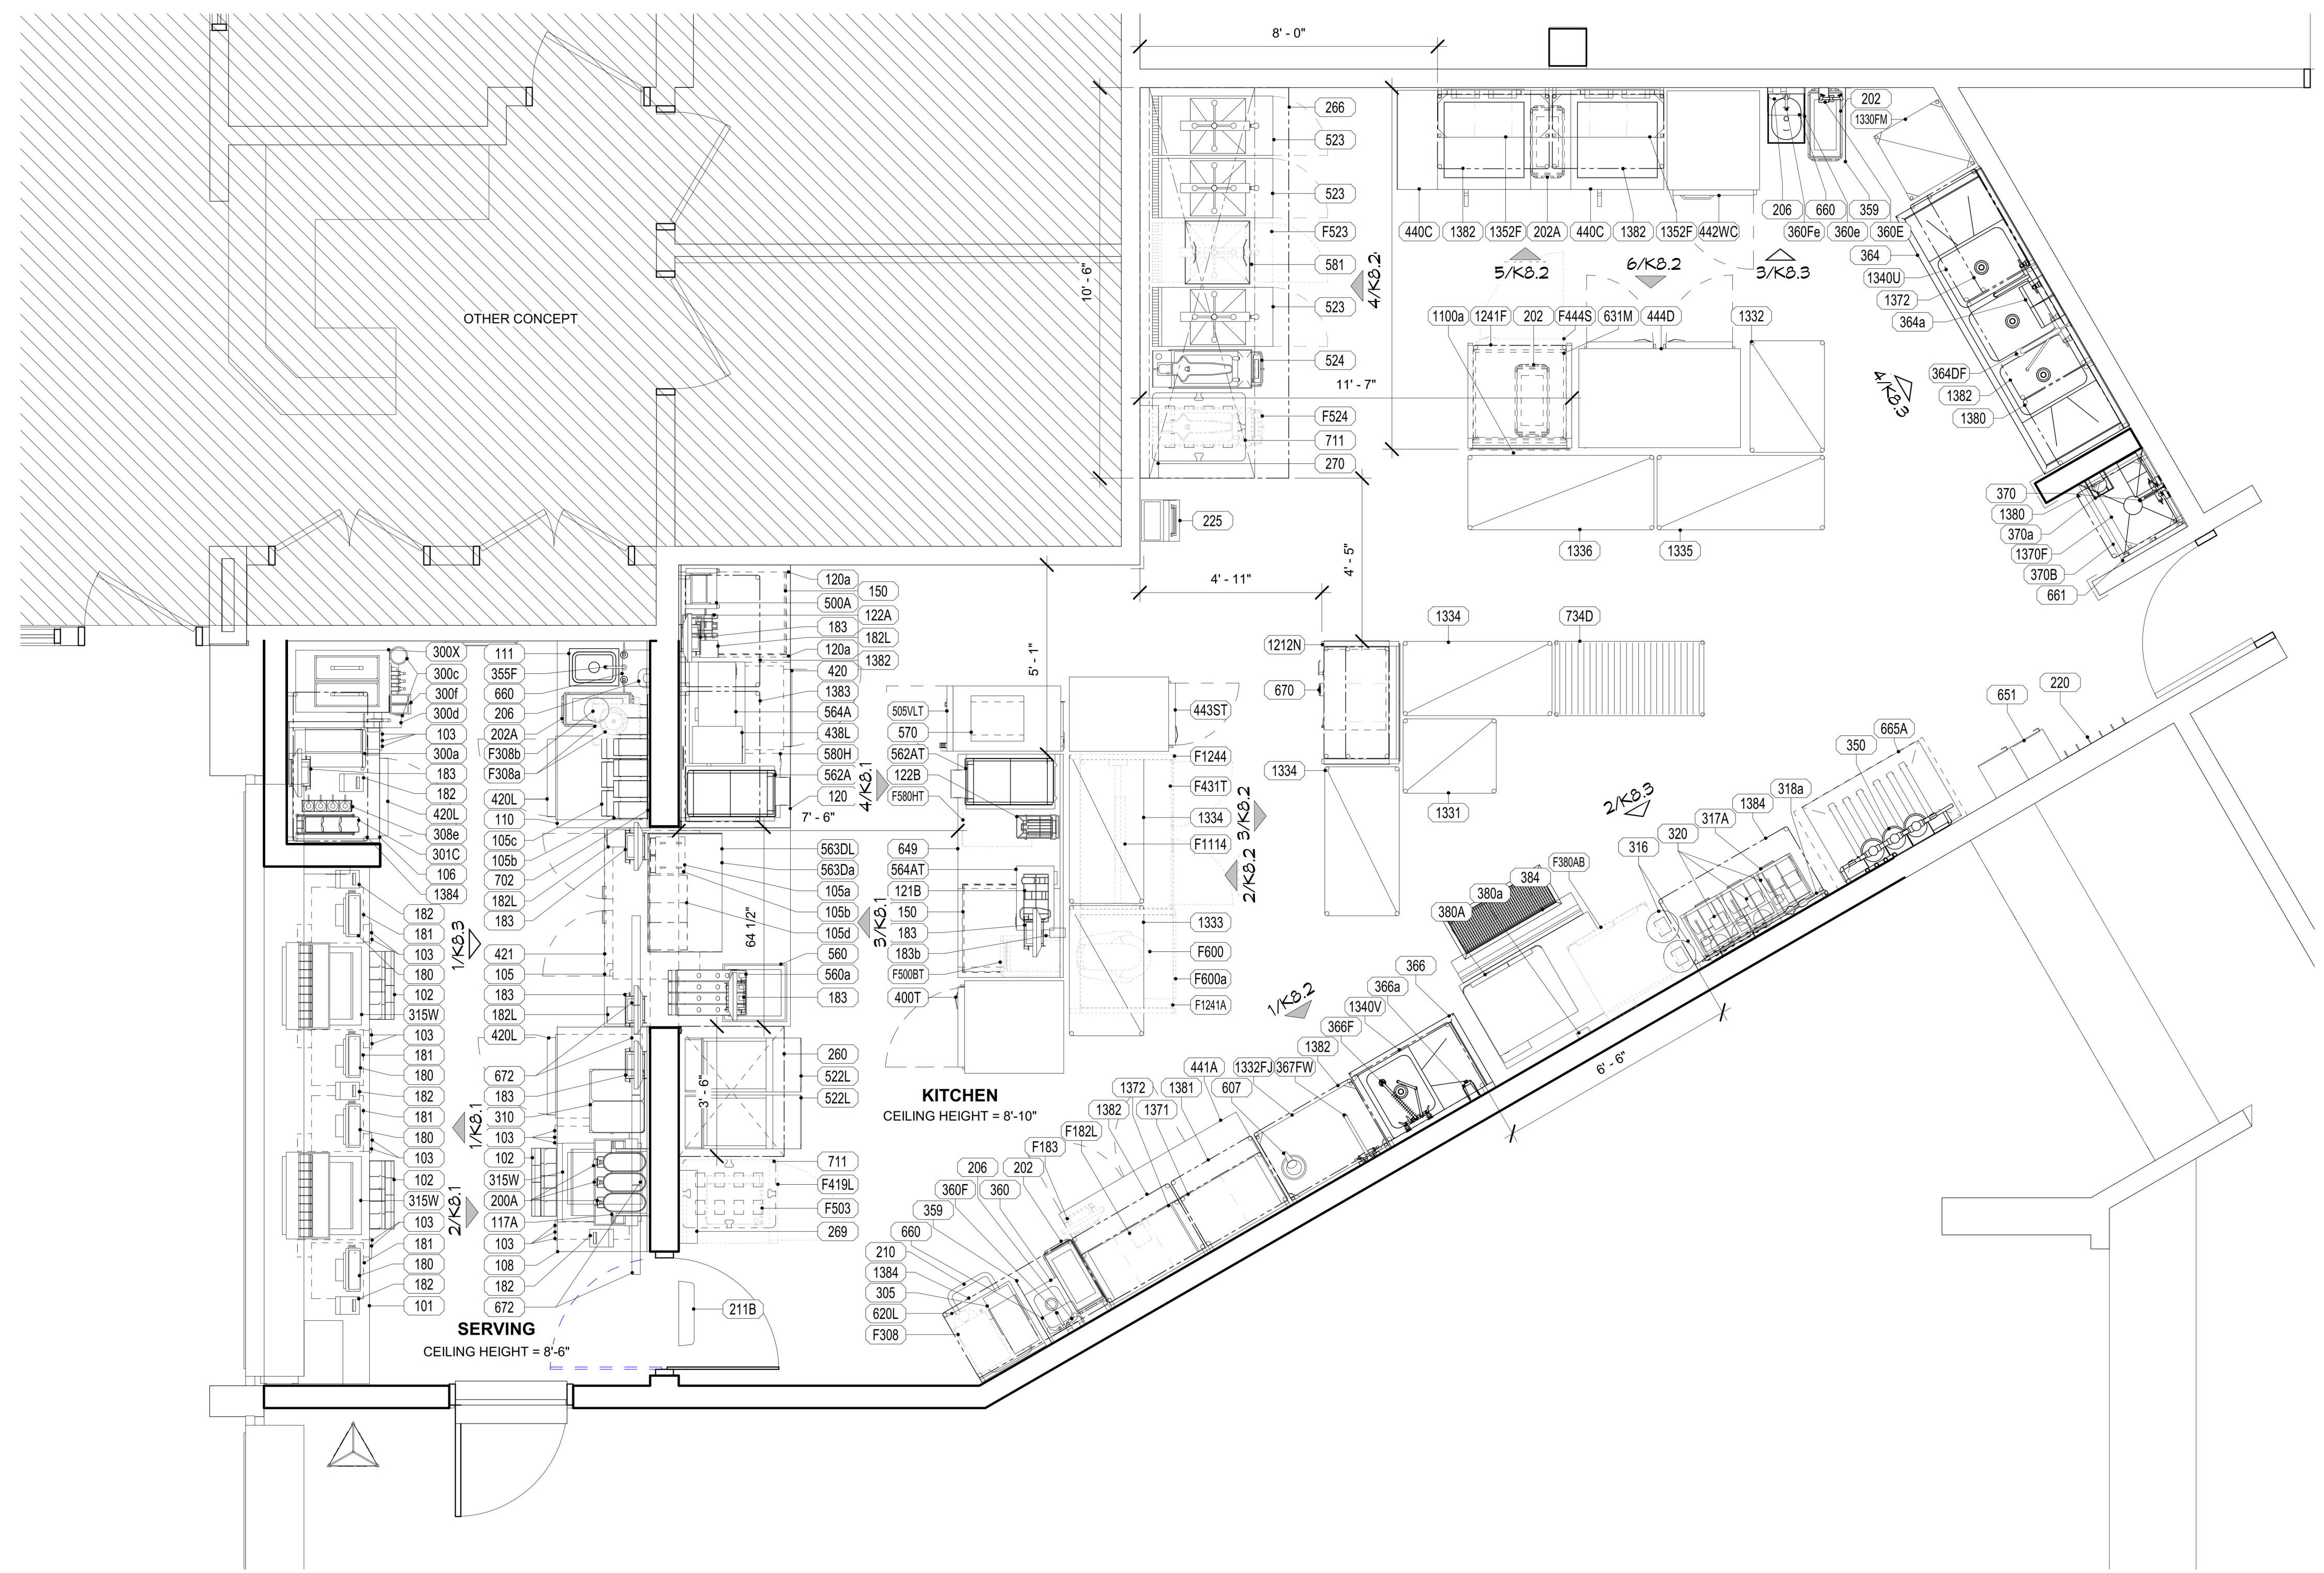 8' - 0"
266
523
523
F523
581
523
524
F524
711
270
10' - 6"
4/K8.2
11' - 7"
440C
1382
1352F
202A
440C
1382
1352F
442WC
206
660
359
360Fe
360e
360E
202
1330FM
5/K8.2
6/K8.2
3/K8.3
364
1340U
1372
364a
364DF
1382
1380
4/K8.3
370
1380
370a
1370F
370B
661
1100a
1241F
202
F444S
631M
444D
1332
1336
1335
OTHER CONCEPT
225
4' - 5"
4' - 11"
5' - 1"
1212N
670
1334
734D
1334
1331
300X
300c
300f
300d
103
300a
183
182
420L
308e
301C
106
1384
182
181
103
180
102
315W
103
181
180
182
181
180
103
102
315W
103
181
180
182
101
1/K8.3
1/K8.1
2/K8.1
111
355F
660
206
202A
F308b
F308a
420L
110
105c
105b
702
182L
183
421
105
183
182L
420L
672
183
310
103
102
315W
200A
117A
103
108
182
672
120a
150
500A
122A
183
182L
120a
1382
420
1383
564A
438L
580H
562A
120
4/K8.1
7' - 6"
563DL
563Da
105a
105b
105d
560
560a
183
64 12"
3/K8.1
260
522L
522L
3' - 6"
711
F419L
F503
269
211B
SERVING
CEILING HEIGHT = 8'-6"
505VLT
570
562AT
122B
F580HT
649
564AT
121B
150
183
183b
F500BT
400T
443ST
F1244
F431T
1334
F1114
1333
F600
F600a
F1241A
3/K8.2
2/K8.2
KITCHEN
CEILING HEIGHT = 8'-10"
651
220
665A
350
318a
1384
317A
320
316
2/K8.3
F380AB
384
380a
380A
6' - 6"
1/K8.2
366
366a
1340V
366F
1382
367FW
1332FJ
607
441A
1381
1372
1371
1382
F182L
F183
202
206
360
360F
359
660
210
1384
305
620L
F308